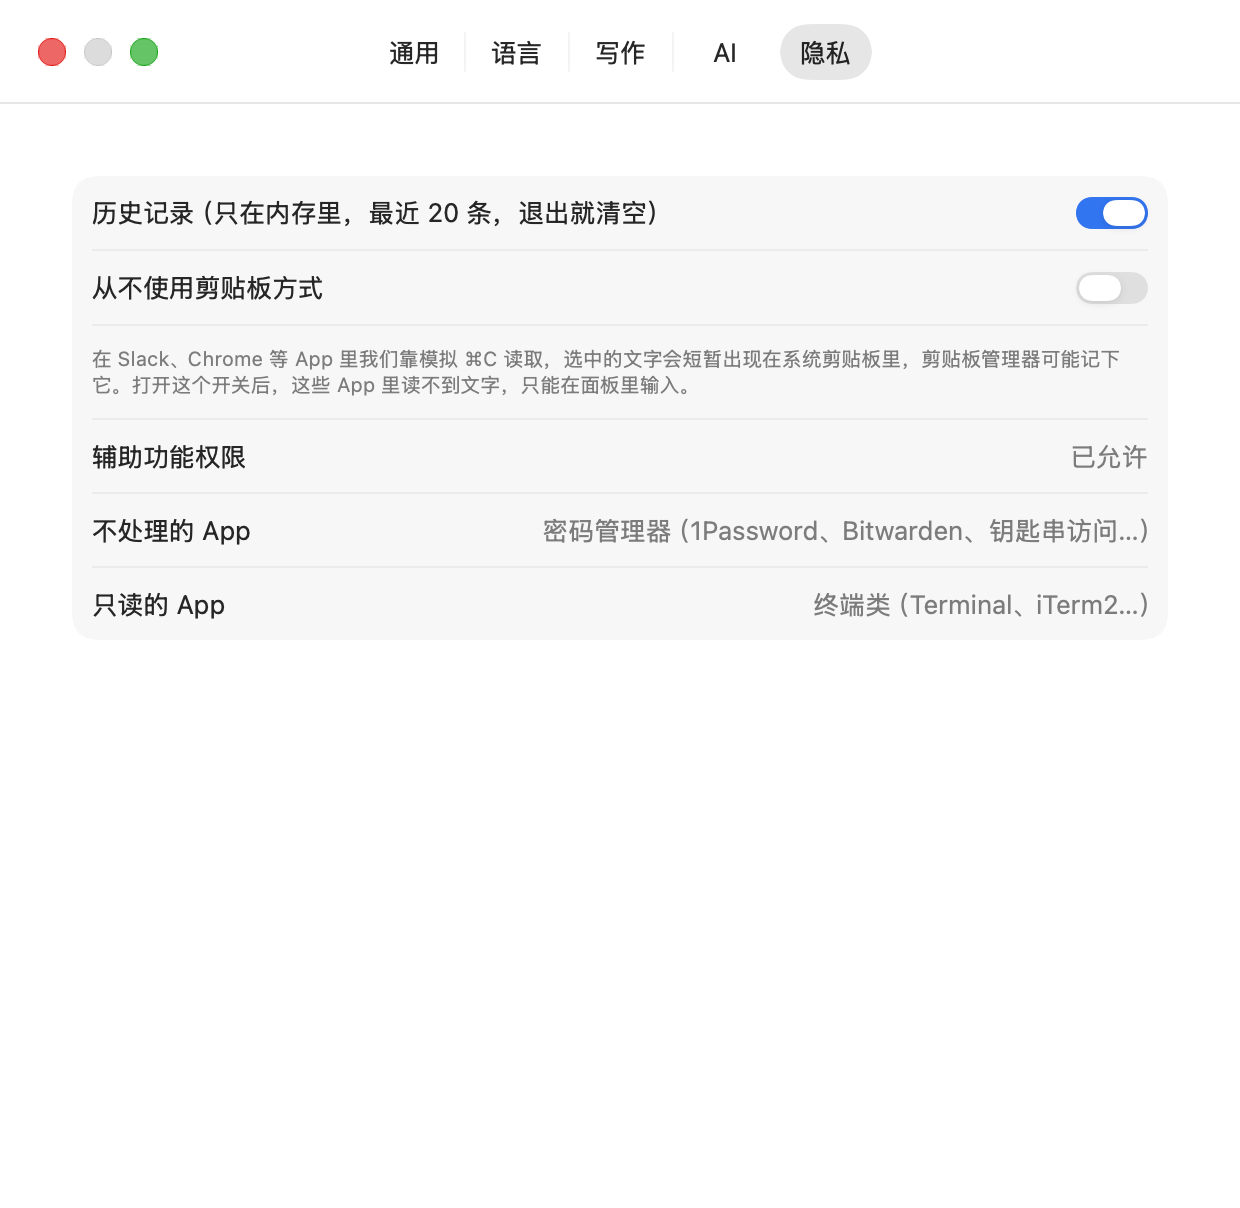 通用
语言
写作
AI
隐私
历史记录（只在内存里，最近 20 条，退出就清空）
从不使用剪贴板方式
在 Slack、Chrome 等 App 里我们靠模拟 ⌘C 读取，选中的文字会短暂出现在系统剪贴板里，剪贴板管理器可能记下
它。打开这个开关后，这些 App 里读不到文字，只能在面板里输入。
辅助功能权限
已允许
不处理的 App
密码管理器（1Password、Bitwarden、钥匙串访问...）
只读的 App
终端类（Terminal、iTerm2...）